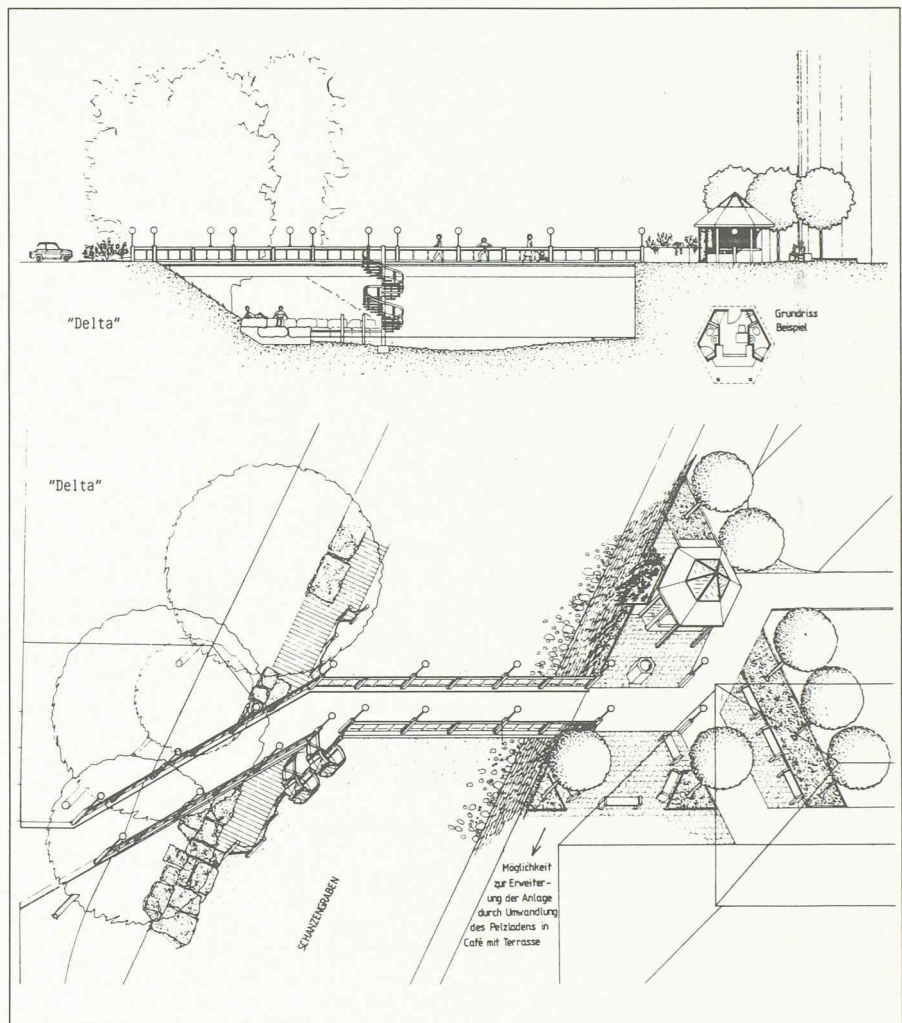 "Delta"
Grundriss
Beispiel
"Delta"
SCHANZENGRABEN
Möglichkeit
zur Erweiter-
ung der Anlage
durch Umwandlung
des Pelzladens in
Café mit Terrasse